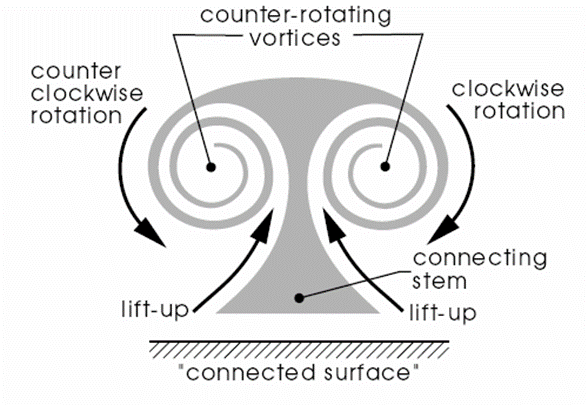 counter-rotating
vortices
counter
clockwise
rotation
clockwise
rotation
connecting
stem
lift-up
lift-up
"connected surface"